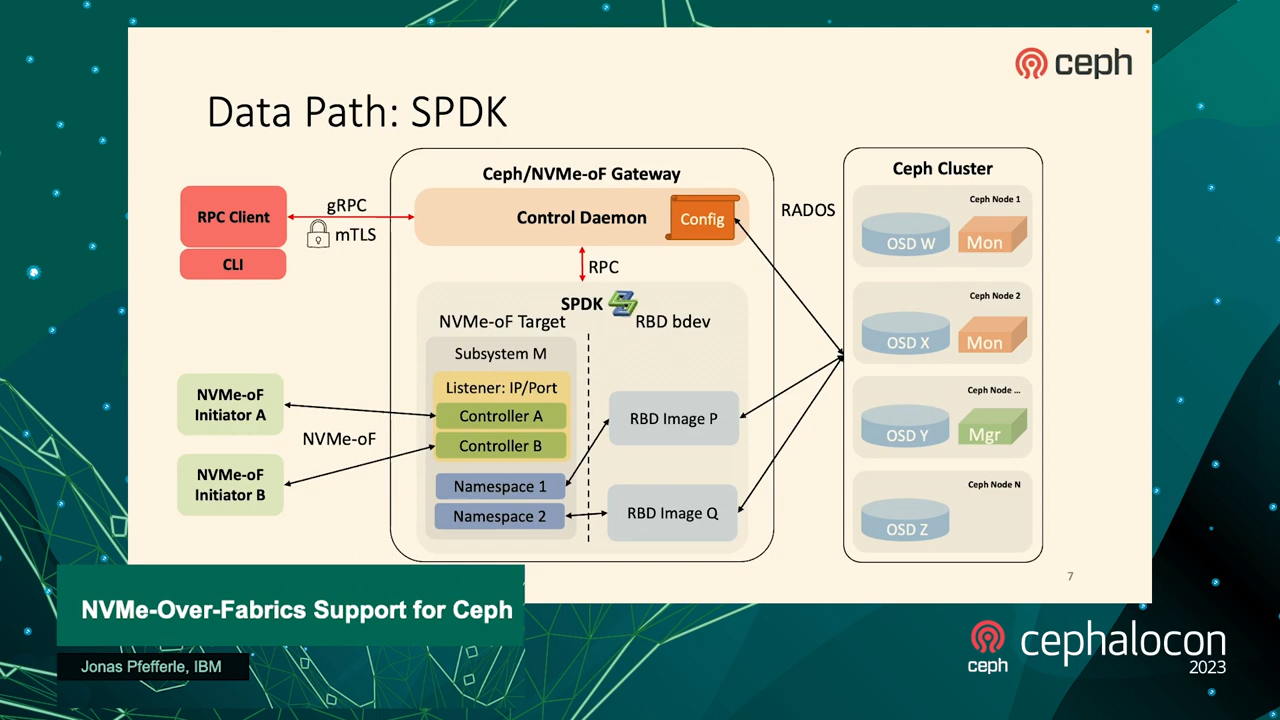 ceph
Data Path: SPDK
Ceph/NVMe-oF Gateway
Ceph Cluster
RPC Client
CLI
gRPC
mTLS
Control Daemon
Config
RADOS
RPC
SPDK
NVMe-oF Target
RBD bdev
Subsystem M
Listener: IP/Port
Controller A
Controller B
Namespace 1
Namespace 2
RBD Image P
RBD Image Q
NVMe-oF
Initiator A
NVMe-oF
NVMe-oF
Initiator B
Ceph Node 1
OSD W
Mon
Ceph Node 2
OSD X
Mon
Ceph Node ...
OSD Y
Mgr
Ceph Node N
OSD Z
7
NVMe-Over-Fabrics Support for Ceph
Jonas Pfefferle, IBM
ceph
cephalocon
2023